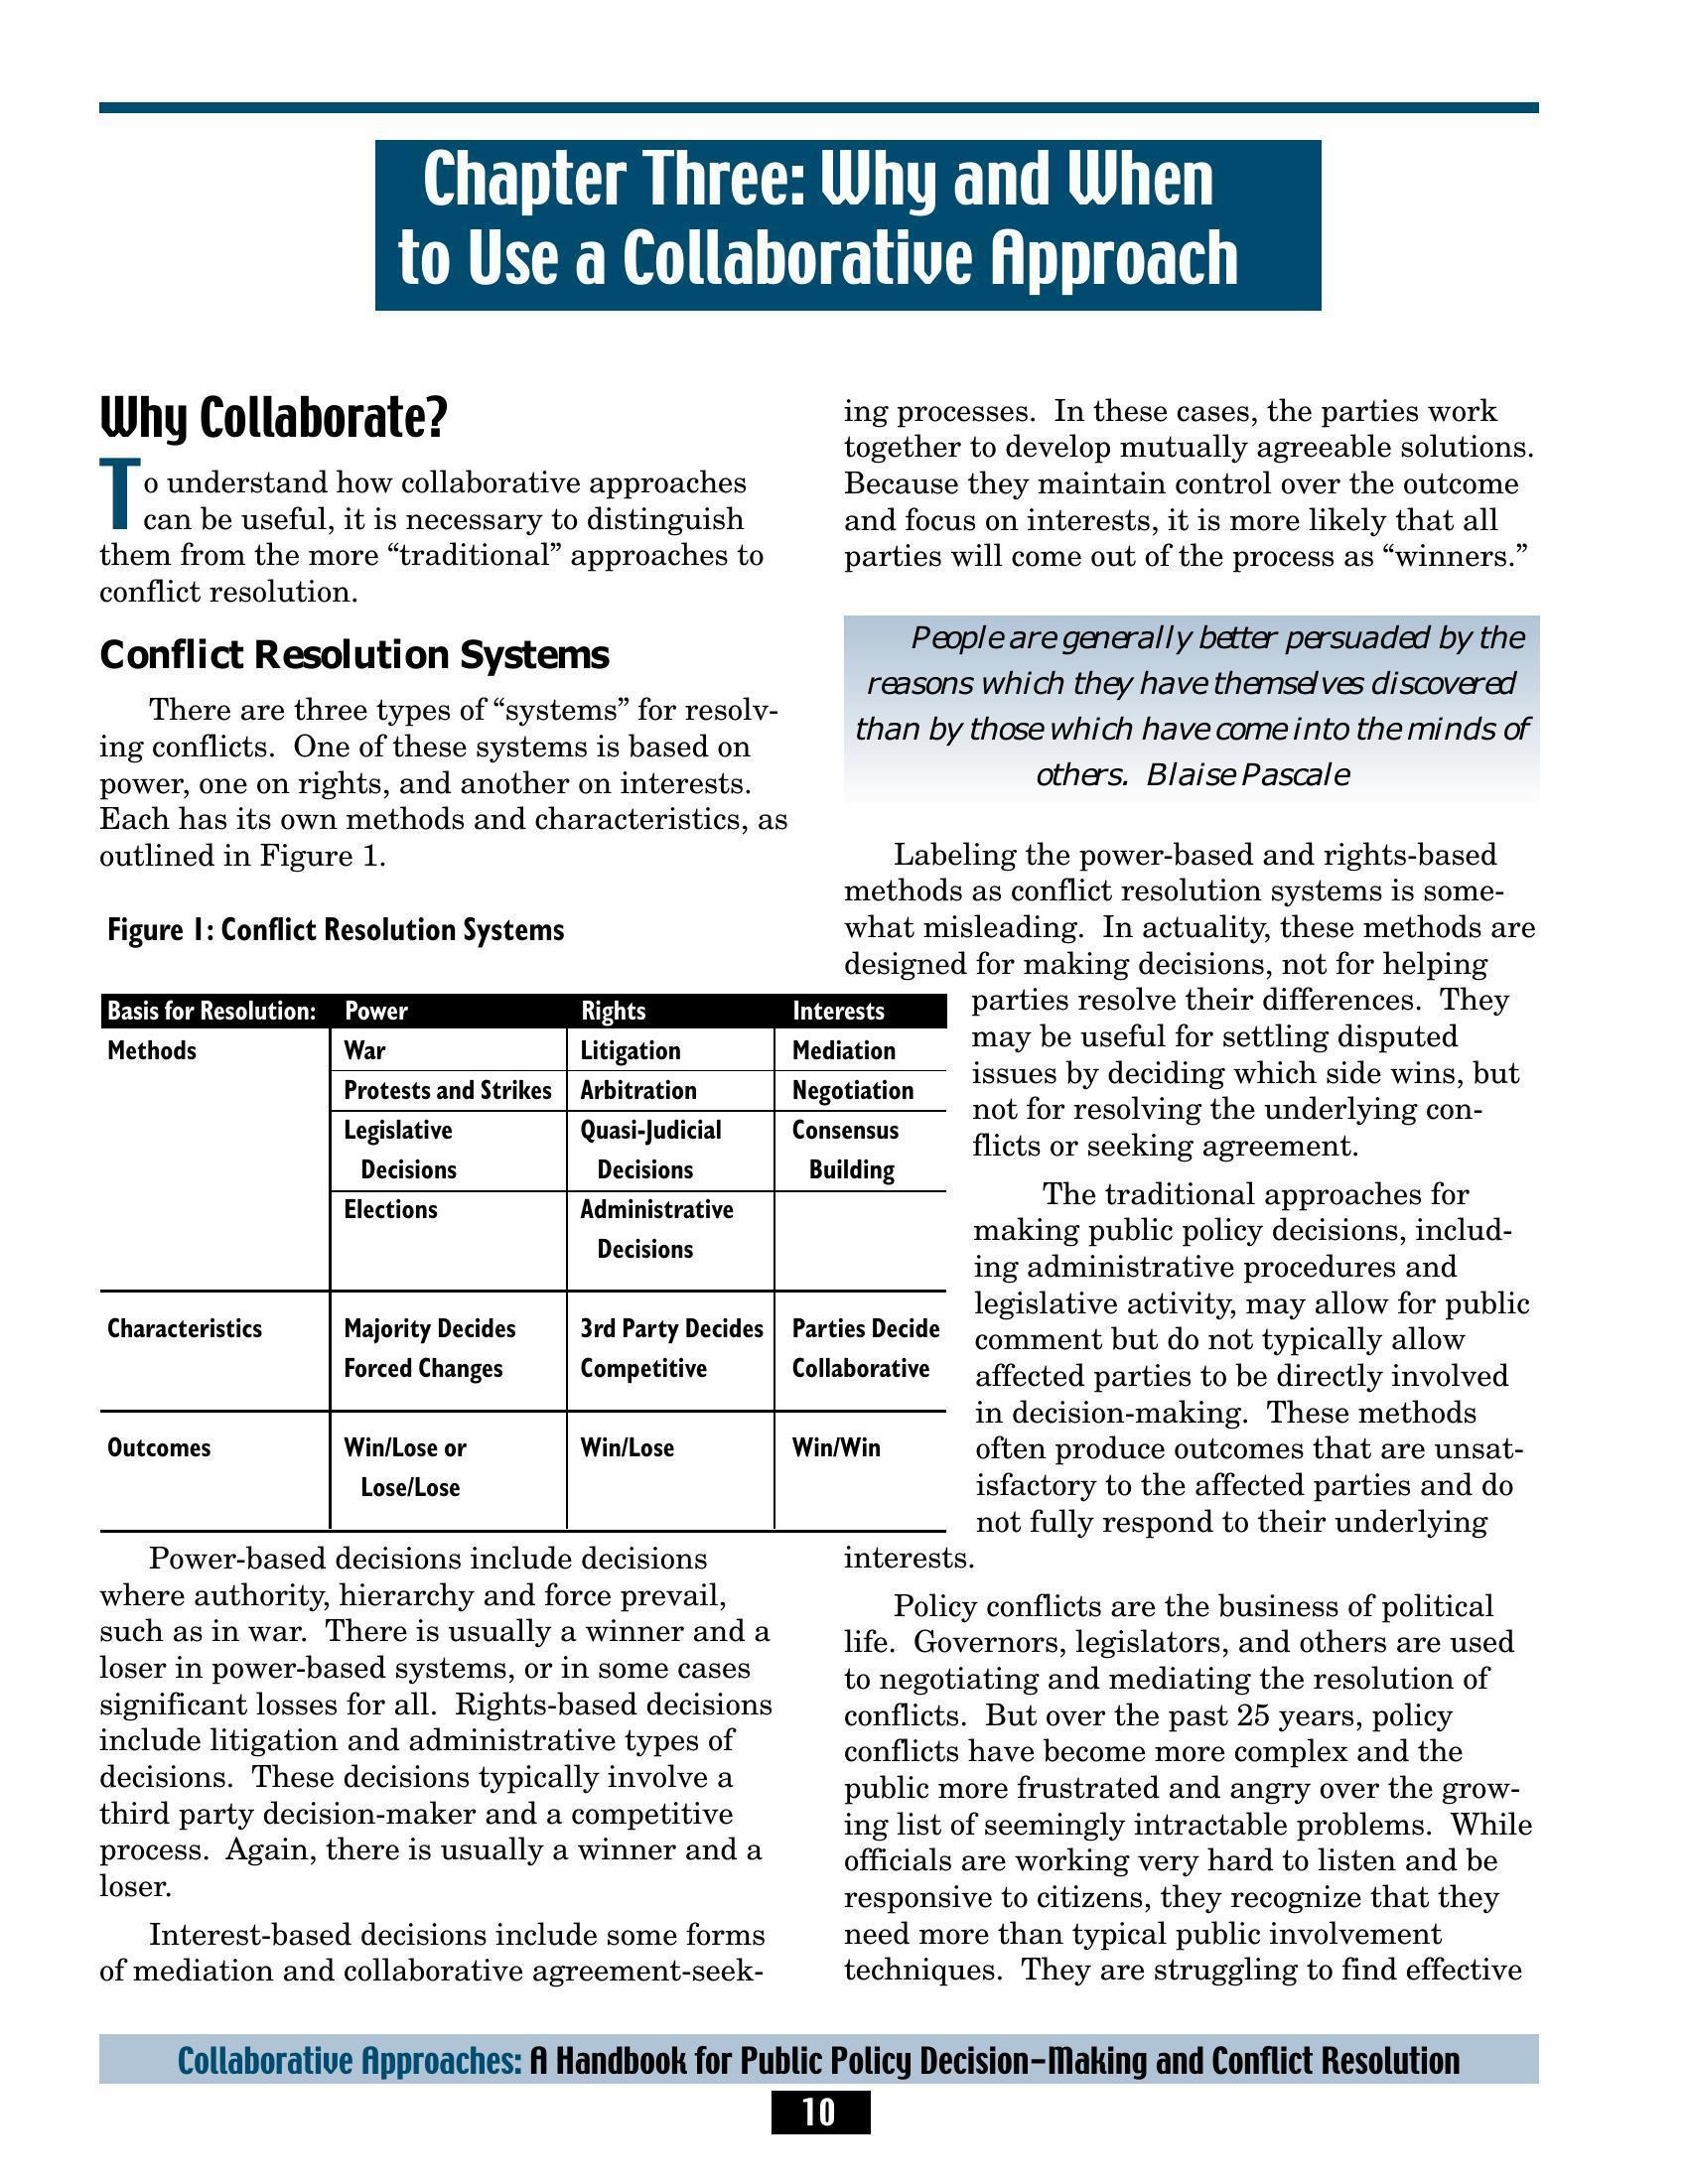 Chapter Three: Why and When
to Use a Collaborative Approach
Why Collaborate?
To understand how collaborative approaches
can be useful, it is necessary to distinguish
them from the more “traditional” approaches to
conflict resolution.
Conflict Resolution Systems
There are three types of “systems” for resolv-
ing conflicts. One of these systems is based on
power, one on rights, and another on interests.
Each has its own methods and characteristics, as
outlined in Figure 1.
Figure 1: Conflict Resolution Systems
Basis for Resolution: Power Rights Interests
Methods War Litigation Mediation
Protests and Strikes Arbitration Negotiation
Legislative Quasi-Judicial Consensus
Decisions Decisions Building
Elections Administrative
Decisions
Characteristics Majority Decides 3rd Party Decides Parties Decide
Forced Changes Competitive Collaborative
Outcomes Win/Lose or Win/Lose Win/Win
Lose/Lose
Power-based decisions include decisions
where authority, hierarchy and force prevail,
such as in war. There is usually a winner and a
loser in power-based systems, or in some cases
significant losses for all. Rights-based decisions
include litigation and administrative types of
decisions. These decisions typically involve a
third party decision-maker and a competitive
process. Again, there is usually a winner and a
loser.
Interest-based decisions include some forms
of mediation and collaborative agreement-seek-
ing processes. In these cases, the parties work
together to develop mutually agreeable solutions.
Because they maintain control over the outcome
and focus on interests, it is more likely that all
parties will come out of the process as “winners.”
People are generally better persuaded by the
reasons which they have themselves discovered
than by those which have come into the minds of
others. Blaise Pascale
Labeling the power-based and rights-based
methods as conflict resolution systems is some-
what misleading. In actuality, these methods are
designed for making decisions, not for helping
parties resolve their differences. They
may be useful for settling disputed
issues by deciding which side wins, but
not for resolving the underlying con-
flicts or seeking agreement.
The traditional approaches for
making public policy decisions, includ-
ing administrative procedures and
legislative activity, may allow for public
comment but do not typically allow
affected parties to be directly involved
in decision-making. These methods
often produce outcomes that are unsat-
isfactory to the affected parties and do
not fully respond to their underlying
interests.
Policy conflicts are the business of political
life. Governors, legislators, and others are used
to negotiating and mediating the resolution of
conflicts. But over the past 25 years, policy
conflicts have become more complex and the
public more frustrated and angry over the grow-
ing list of seemingly intractable problems. While
officials are working very hard to listen and be
responsive to citizens, they recognize that they
need more than typical public involvement
techniques. They are struggling to find effective
Collaborative Approaches: A Handbook for Public Policy Decision-Making and Conflict Resolution
10